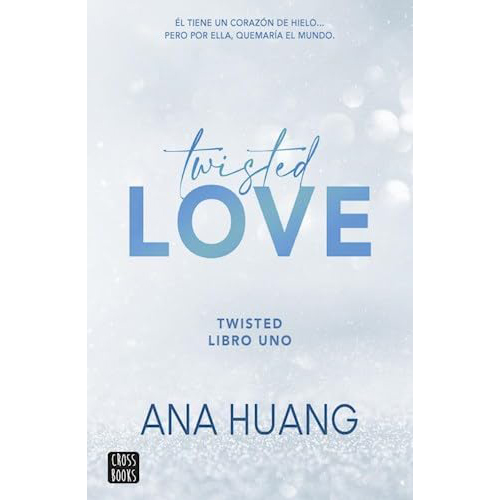 ÉL TIENE UN CORAZÓN DE HIELO...
PERO POR ELLA, QUEMARÍA EL MUNDO.
twisted
LOVE
TWISTED
LIBRO UNO
ANA HUANG
CROSS
BOOKS